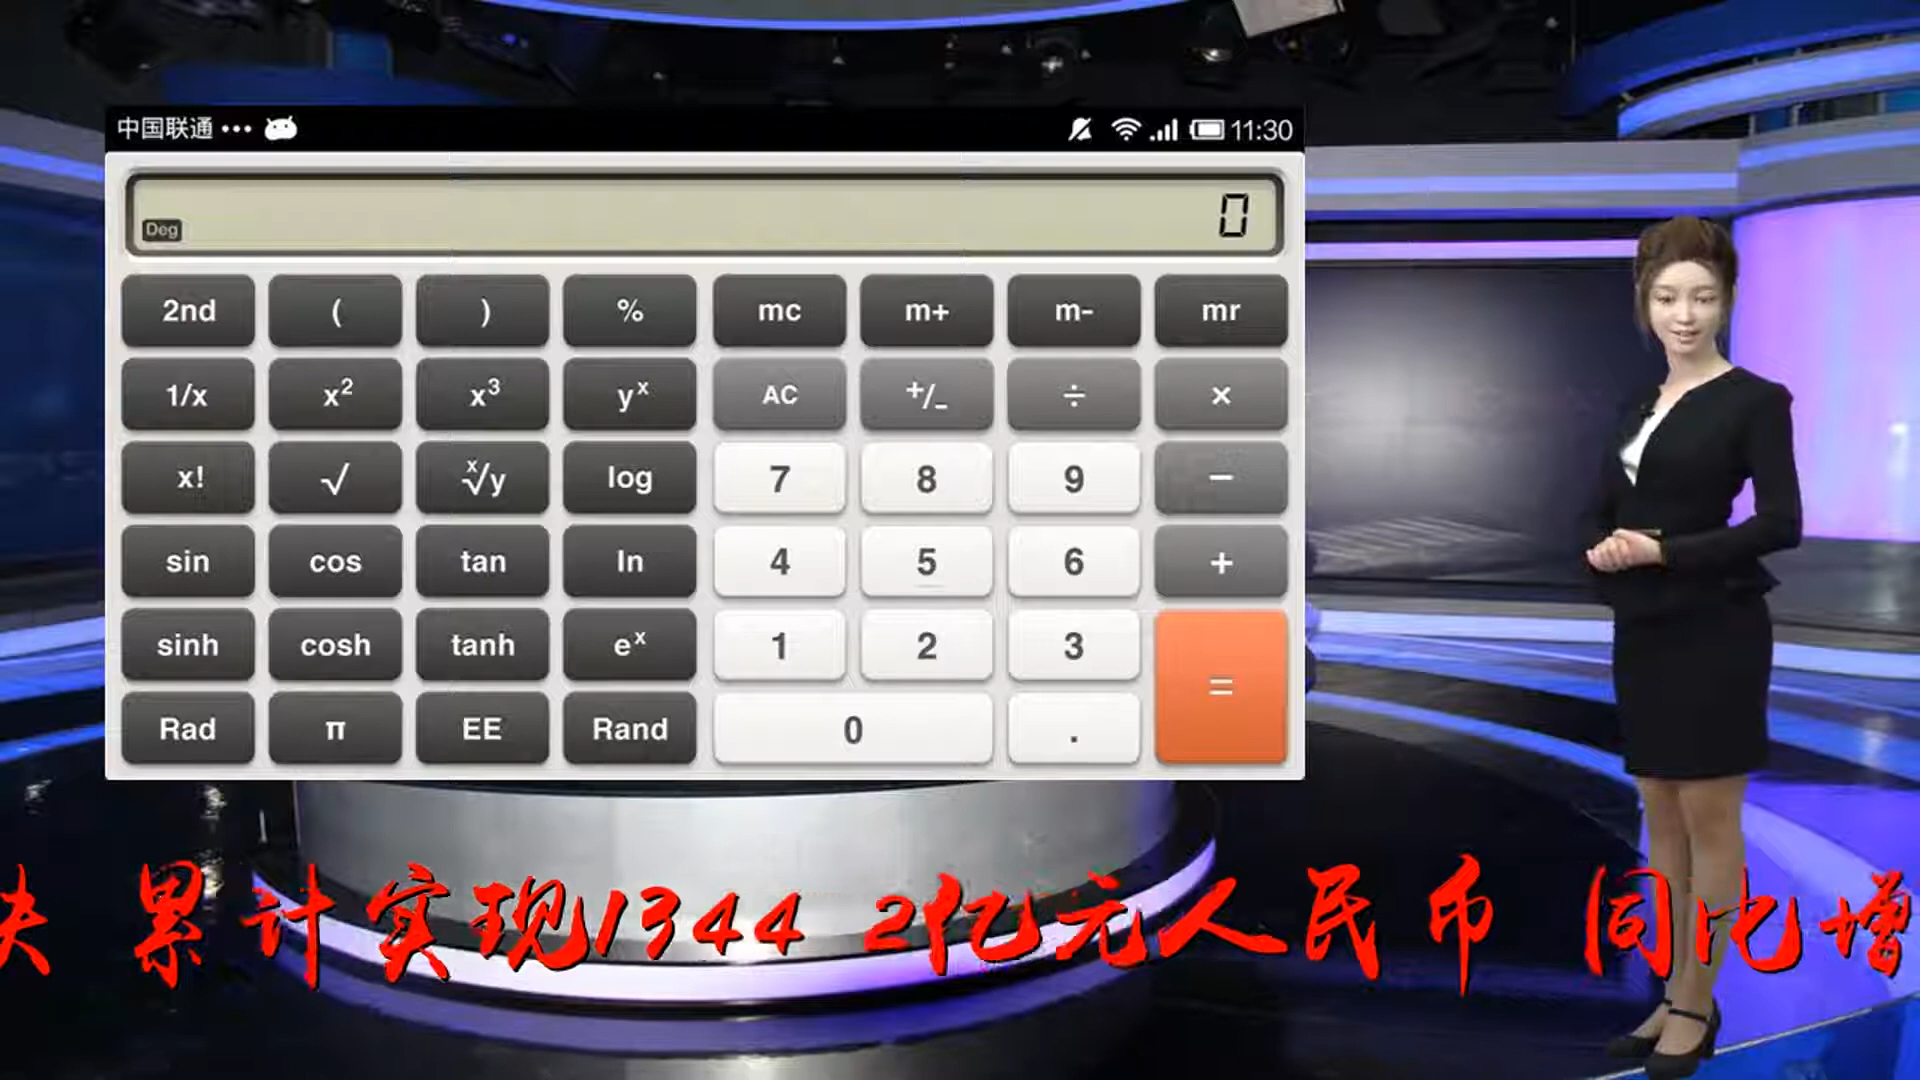 中国联通 ••• 11:30
Deg 0
2nd ( ) % mc m+ m- mr
1/x x² x³ yˣ AC +/_ ÷ ×
x! √ ˣ√y log 7 8 9 −
sin cos tan ln 4 5 6 +
sinh cosh tanh eˣ 1 2 3 =
Rad π EE Rand 0 .
累计实现1344 2亿元人民币 同比增